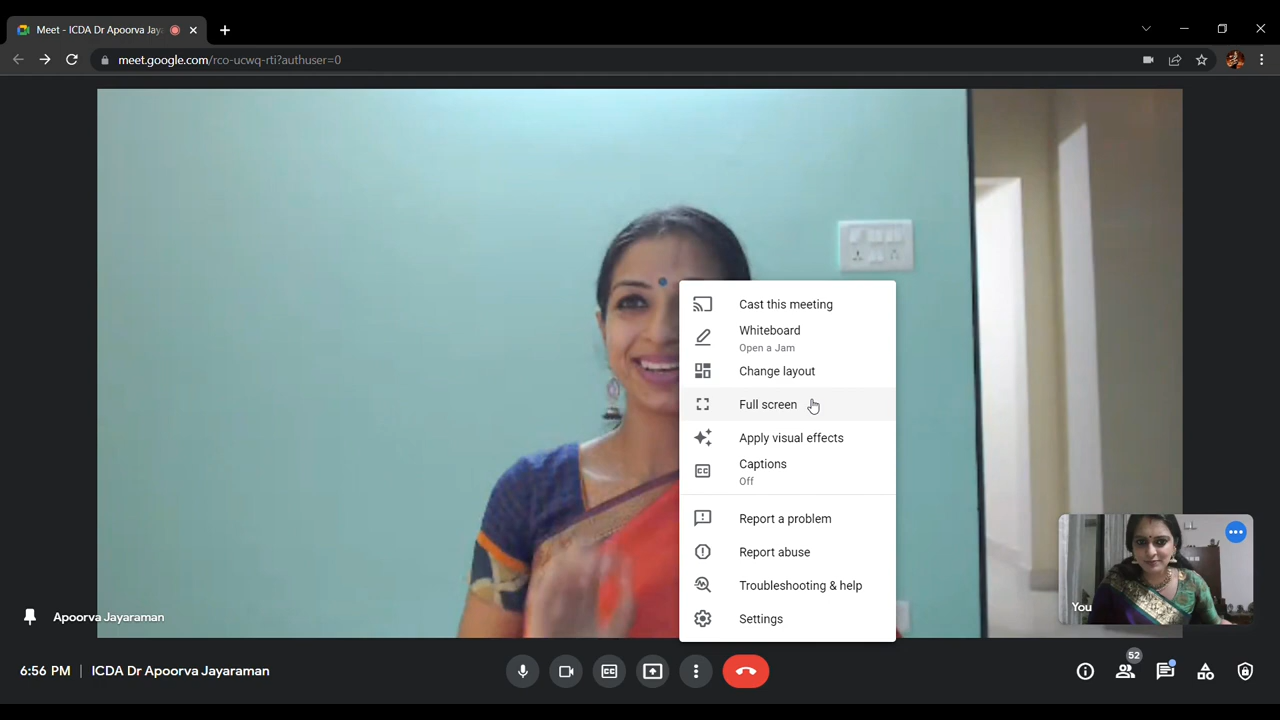 Meet - ICDA Dr Apoorva Jay
meet.google.com/rco-ucwq-rti?authuser=0
Cast this meeting
Whiteboard
Open a Jam
Change layout
Full screen
Apply visual effects
Captions
Off
Report a problem
Report abuse
Troubleshooting & help
Settings
You
Apoorva Jayaraman
6:56 PM | ICDA Dr Apoorva Jayaraman
52